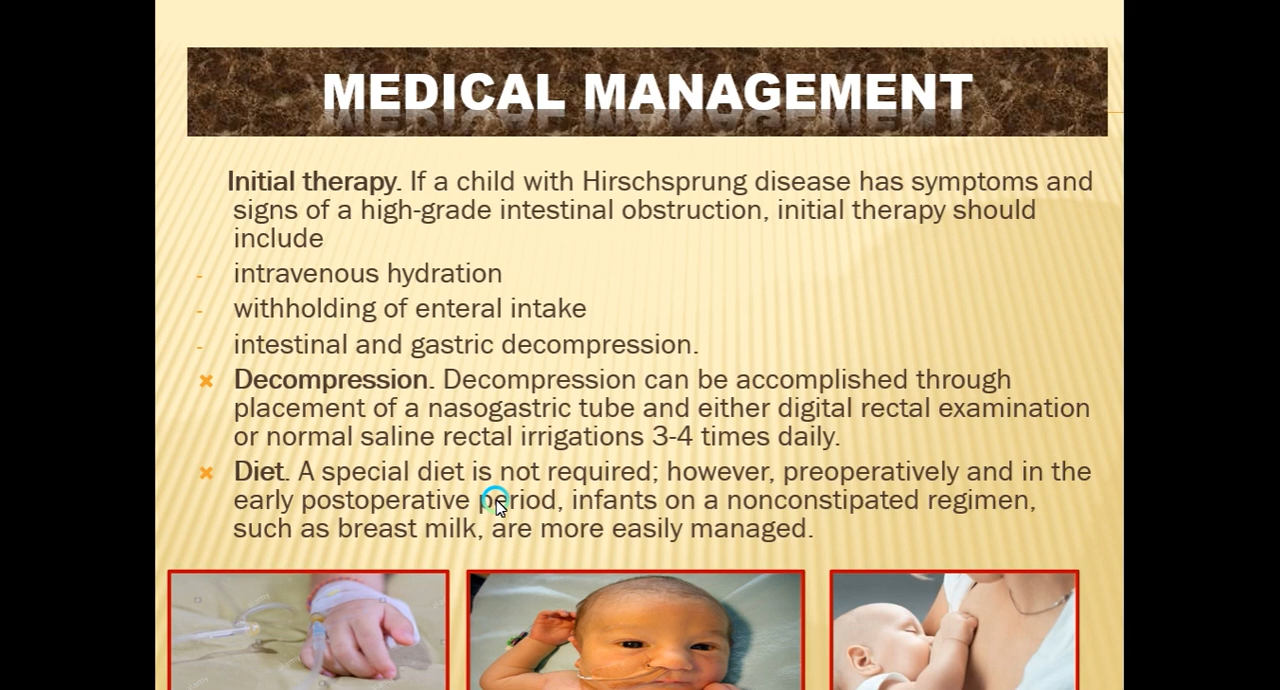 MEDICAL MANAGEMENT
Initial therapy. If a child with Hirschsprung disease has symptoms and
signs of a high-grade intestinal obstruction, initial therapy should
include
- intravenous hydration
- withholding of enteral intake
- intestinal and gastric decompression.
Decompression. Decompression can be accomplished through
placement of a nasogastric tube and either digital rectal examination
or normal saline rectal irrigations 3-4 times daily.
Diet. A special diet is not required; however, preoperatively and in the
early postoperative period, infants on a nonconstipated regimen,
such as breast milk, are more easily managed.